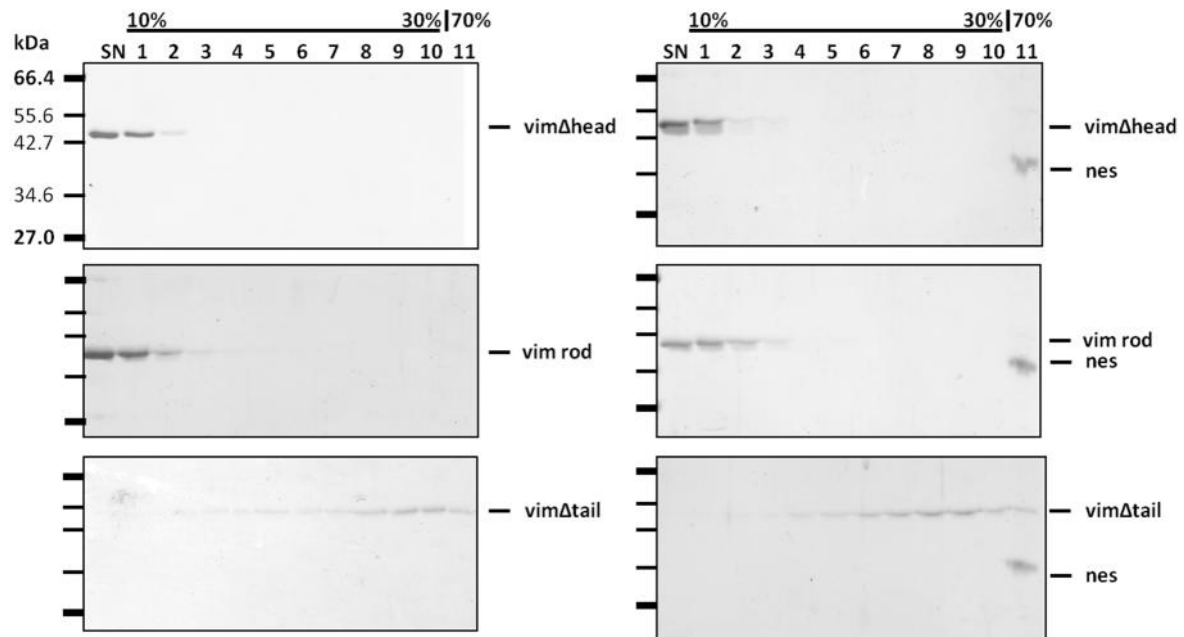 10% 30% 70%
kDa SN 1 2 3 4 5 6 7 8 9 10 11
66.4
55.6
42.7
34.6
27.0
vimΔhead
vim rod
vimΔtail
10% 30% 70%
SN 1 2 3 4 5 6 7 8 9 10 11
vimΔhead
nes
vim rod
nes
vimΔtail
nes